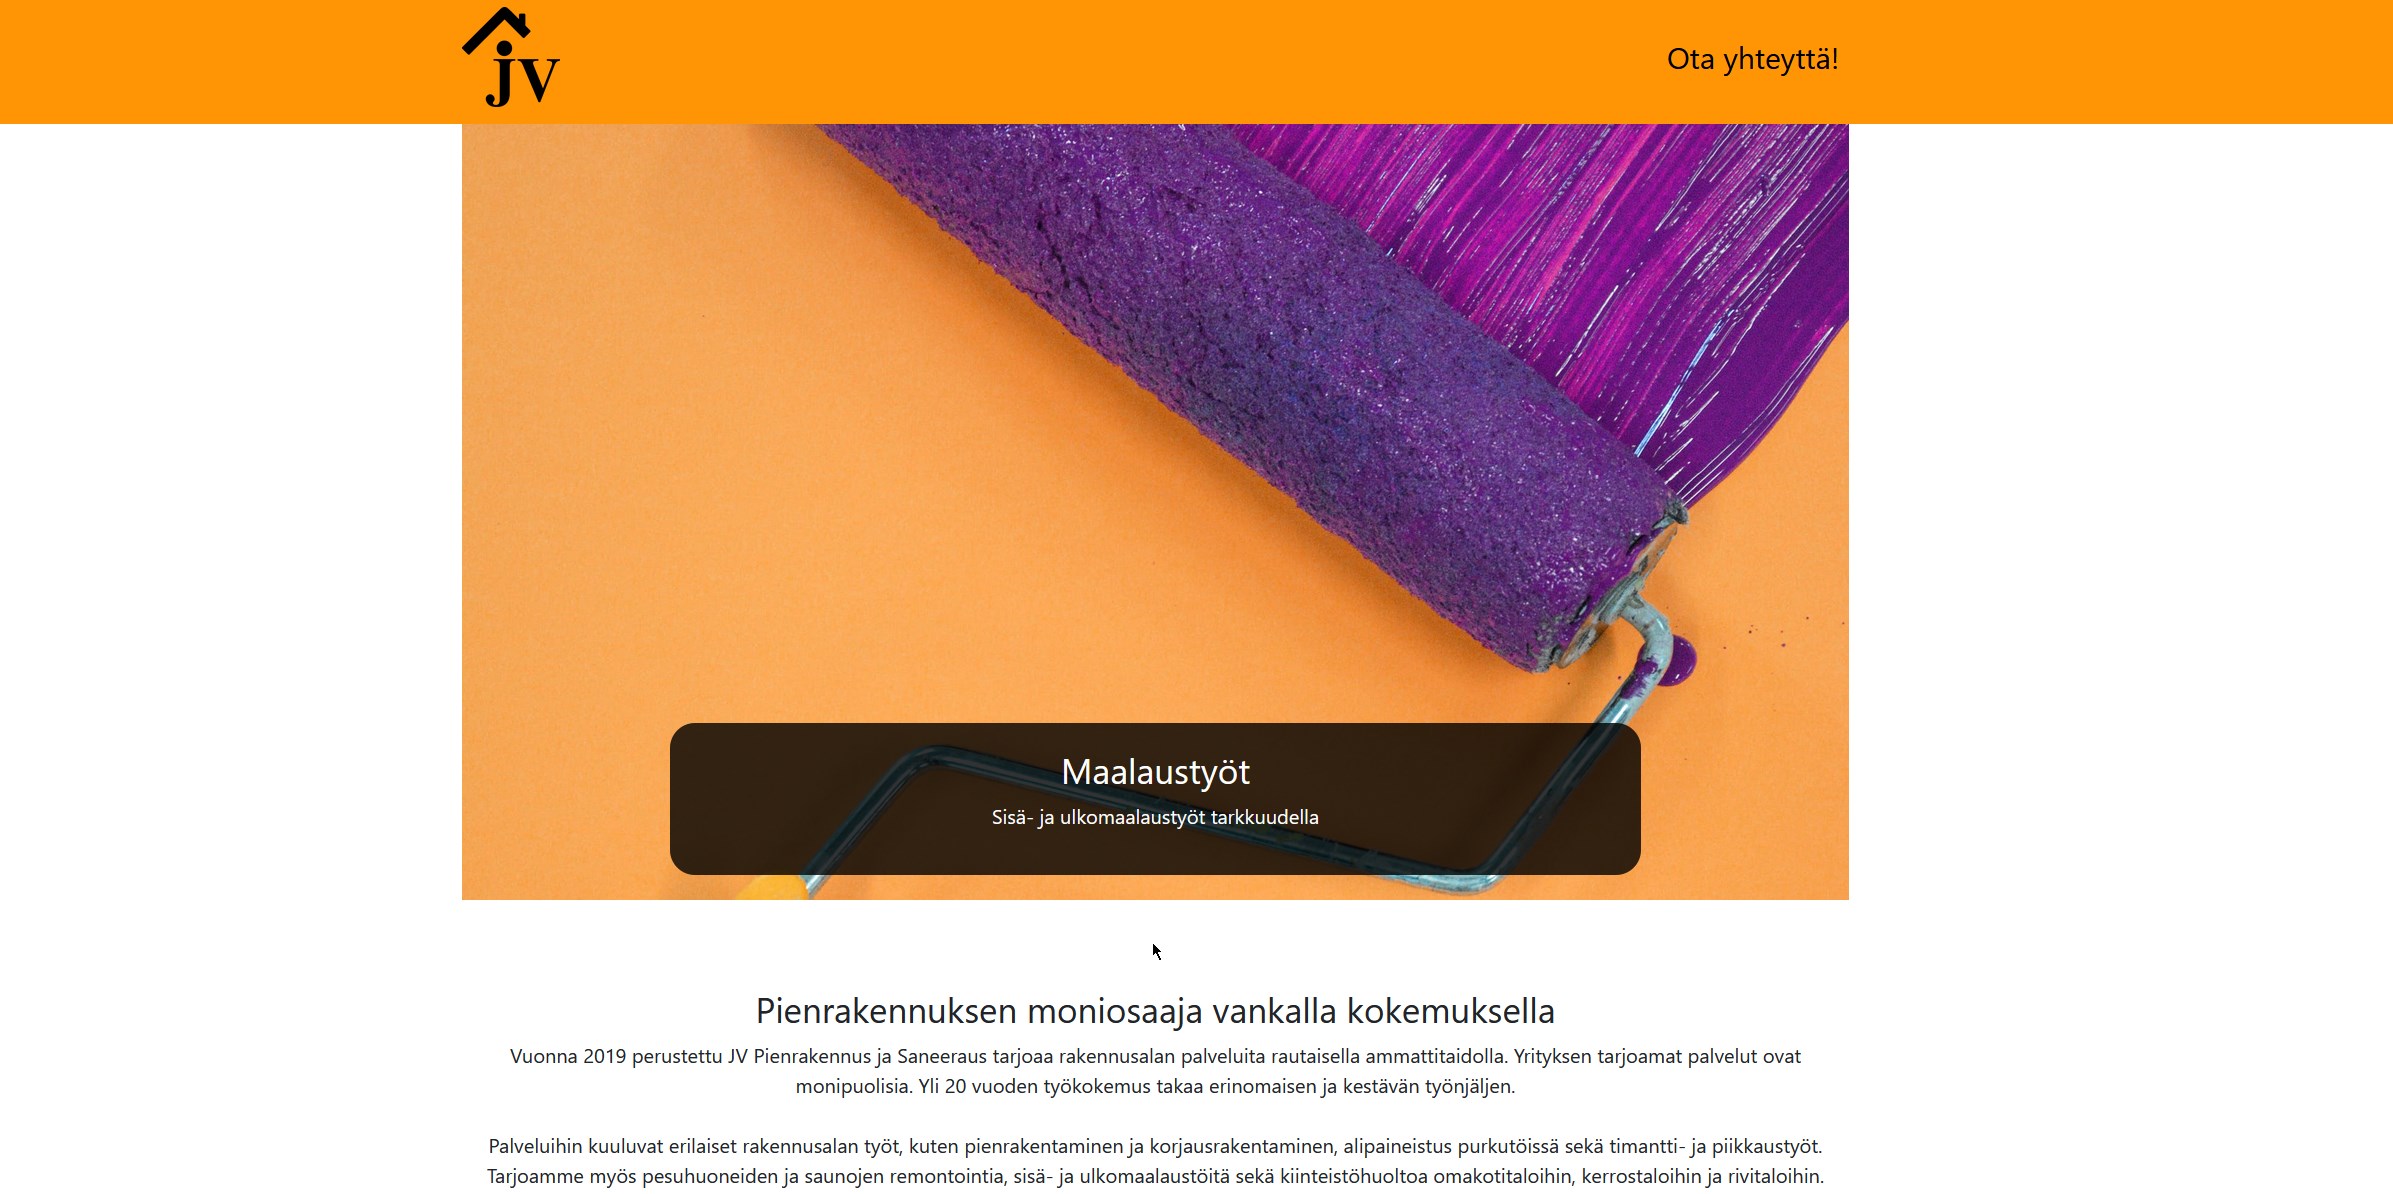 jv
Ota yhteyttä!
Maalaustyöt
Sisä- ja ulkomaalaustyöt tarkkuudella
Pienrakennuksen moniosaaja vankalla kokemuksella
Vuonna 2019 perustettu JV Pienrakennus ja Saneeraus tarjoaa rakennusalan palveluita rautaisella ammattitaidolla. Yrityksen tarjoamat palvelut ovat
monipuolisia. Yli 20 vuoden työkokemus takaa erinomaisen ja kestävän työnjäljen.
Palveluihin kuuluvat erilaiset rakennusalan työt, kuten pienrakentaminen ja korjausrakentaminen, alipaineistus purkutöissä sekä timantti- ja piikkaustyöt.
Tarjoamme myös pesuhuoneiden ja saunojen remontointia, sisä- ja ulkomaalaustöitä sekä kiinteistöhuoltoa omakotitaloihin, kerrostaloihin ja rivitaloihin.